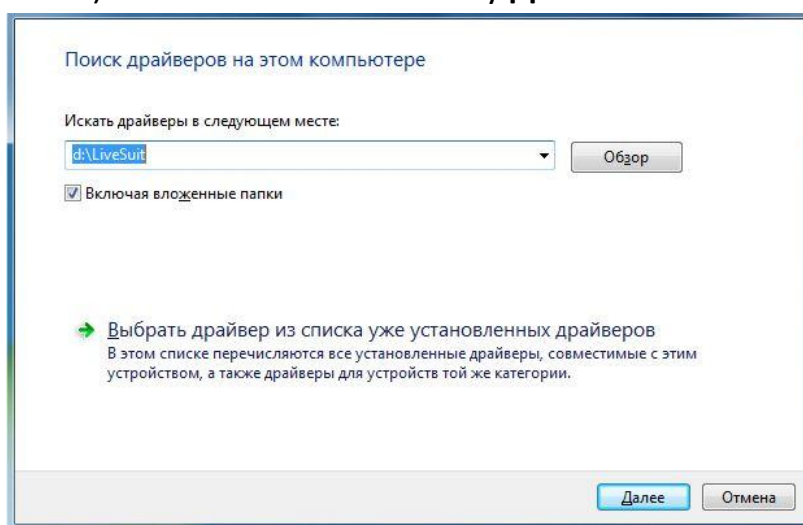 Поиск драйверов на этом компьютере
Искать драйверы в следующем месте:
d:\LiveSuit
Обзор
Включая вложенные папки
Выбрать драйвер из списка уже установленных драйверов
В этом списке перечисляются все установленные драйверы, совместимые с этим
устройством, а также драйверы для устройств той же категории.
Далее
Отмена